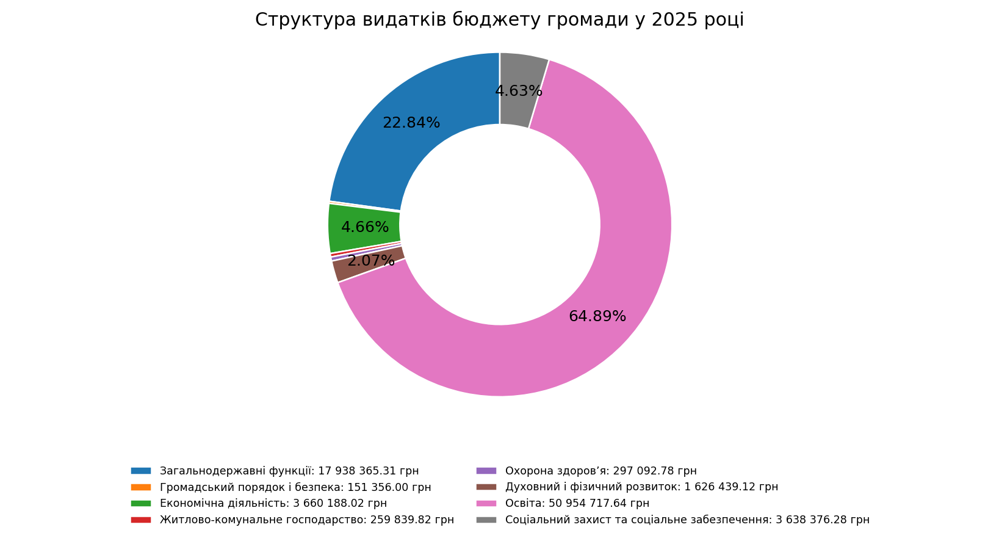 Структура видатків бюджету громади у 2025 році
4.63%
22.84%
4.66%
2.07%
64.89%
Загальнодержавні функції: 17 938 365.31 грн
Громадський порядок і безпека: 151 356.00 грн
Економічна діяльність: 3 660 188.02 грн
Житлово-комунальне господарство: 259 839.82 грн
Охорона здоров’я: 297 092.78 грн
Духовний і фізичний розвиток: 1 626 439.12 грн
Освіта: 50 954 717.64 грн
Соціальний захист та соціальне забезпечення: 3 638 376.28 грн